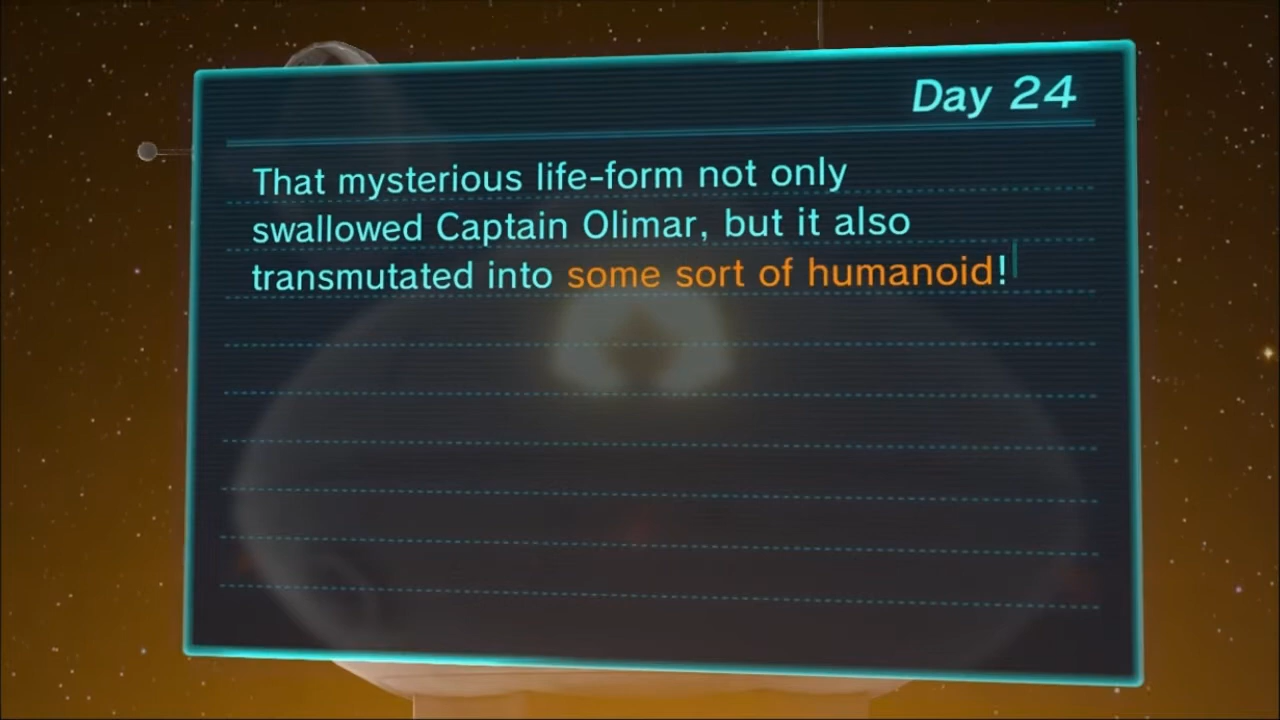 Day 24
That mysterious life-form not only
swallowed Captain Olimar, but it also
transmutated into some sort of humanoid!